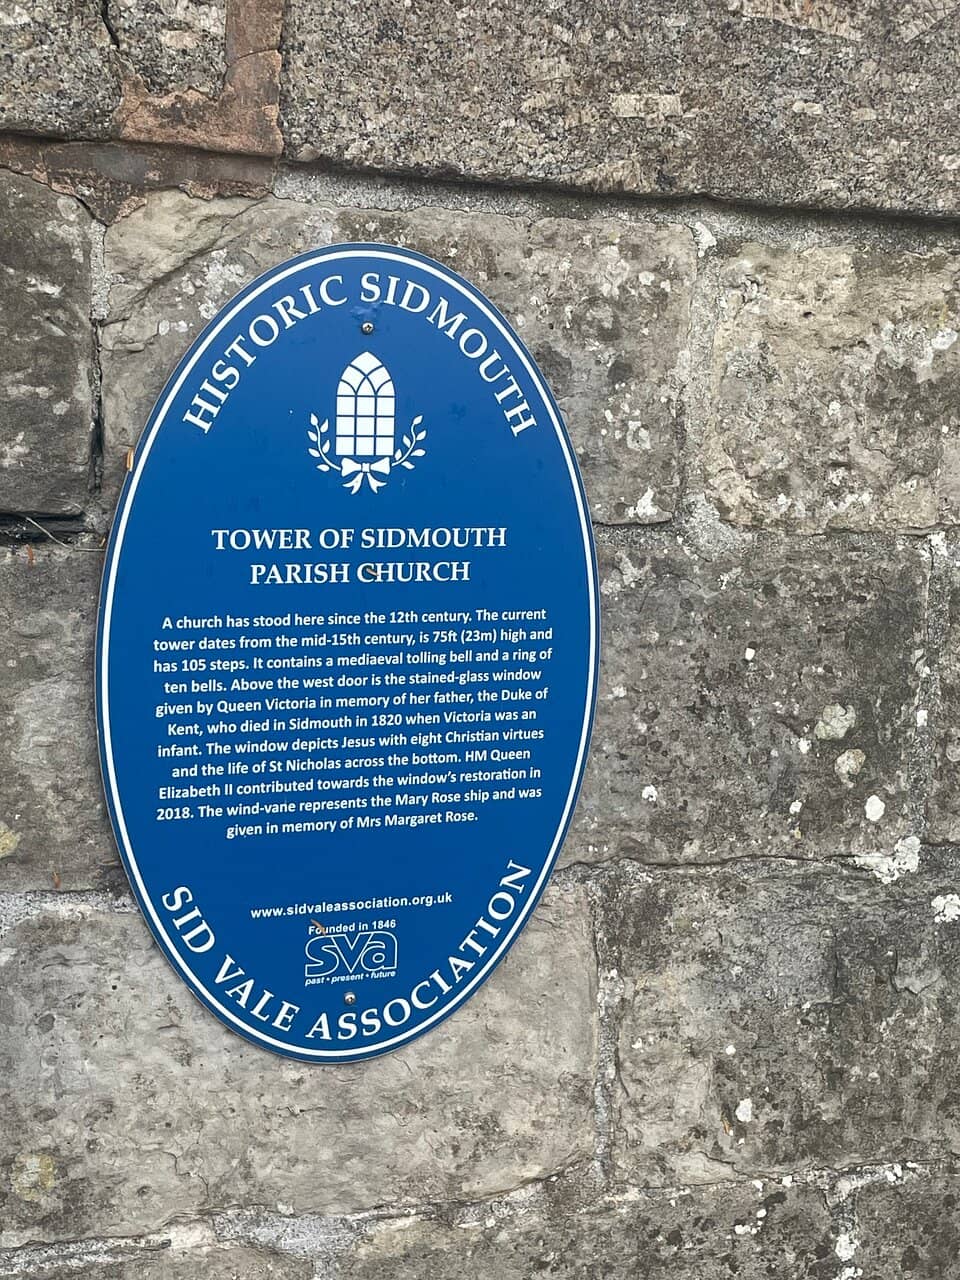 HISTORIC SIDMOUTH
TOWER OF SIDMOUTH
PARISH CHURCH
A church has stood here since the 12th century. The current
tower dates from the mid-15th century, is 75ft (23m) high and
has 105 steps. It contains a mediaeval tolling bell and a ring of
ten bells. Above the west door is the stained-glass window
given by Queen Victoria in memory of her father, the Duke of
Kent, who died in Sidmouth in 1820 when Victoria was an
infant. The window depicts Jesus with eight Christian virtues
and the life of St Nicholas across the bottom. HM Queen
Elizabeth II contributed towards the window's restoration in
2018. The wind-vane represents the Mary Rose ship and was
given in memory of Mrs Margaret Rose.
www.sidvaleassociation.org.uk
Founded in 1846
sva
past • present • future
SID VALE ASSOCIATION